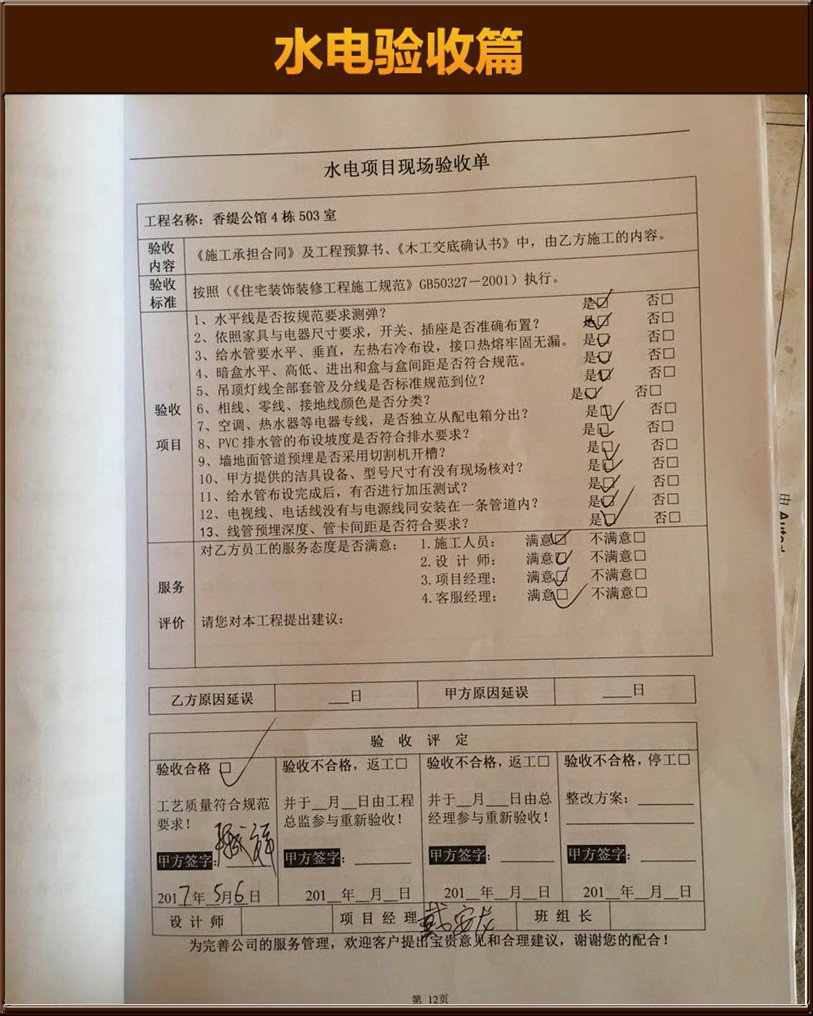 水电验收篇
水电项目现场验收单
工程名称：香缇公馆4栋503室
验收内容 《施工承担合同》及工程预算书、《木工交底确认书》中，由乙方施工的内容。
验收标准 按照（《住宅装饰装修工程施工规范》GB50327－2001）执行。
验收项目
1、水平线是否按规范要求测弹？ 是☑ 否□
2、依照家具与电器尺寸要求，开关、插座是否准确布置？ 是☑ 否□
3、给水管要水平、垂直，左热右冷布设，接口热熔牢固无漏。 是☑ 否□
4、暗盒水平、高低、进出和盒与盒间距是否符合规范。 是☑ 否□
5、吊顶灯线全部套管及分线是否标准规范到位？ 是☑ 否□
6、相线、零线、接地线颜色是否分类？ 是☑ 否□
7、空调、热水器等电器专线，是否独立从配电箱分出？ 是☑ 否□
8、PVC排水管的布设坡度是否符合排水要求？ 是☑ 否□
9、墙地面管道预埋是否采用切割机开槽？ 是☑ 否□
10、甲方提供的洁具设备、型号尺寸有没有现场核对？ 是☑ 否□
11、给水管布设完成后，有否进行加压测试？ 是☑ 否□
12、电视线、电话线没有与电源线同安装在一条管道内？ 是☑ 否□
13、线管预埋深度、管卡间距是否符合要求？ 是☑ 否□
服务评价
对乙方员工的服务态度是否满意： 1.施工人员： 满意☑ 不满意□
2.设计师： 满意☑ 不满意□
3.项目经理： 满意☑ 不满意□
4.客服经理： 满意☑ 不满意□
请您对本工程提出建议：
乙方原因延误 ___日 甲方原因延误 ____日
验收评定
验收合格☑ 验收不合格，返工□ 验收不合格，返工□ 验收不合格，停工□
工艺质量符合规范 并于__月__日由工程 并于__月___日由总 整改方案：________
要求！ 总监参与重新验收！ 经理参与重新验收！
甲方签字： 甲方签字：________ 甲方签字：________ 甲方签字：________
2017年5月6日 201__年__月__日 201__年__月__日 201__年__月__日
设计师 项目经理 戴安友 班组长
为完善公司的服务管理，欢迎客户提出宝贵意见和合理建议，谢谢您的配合！
第 12页